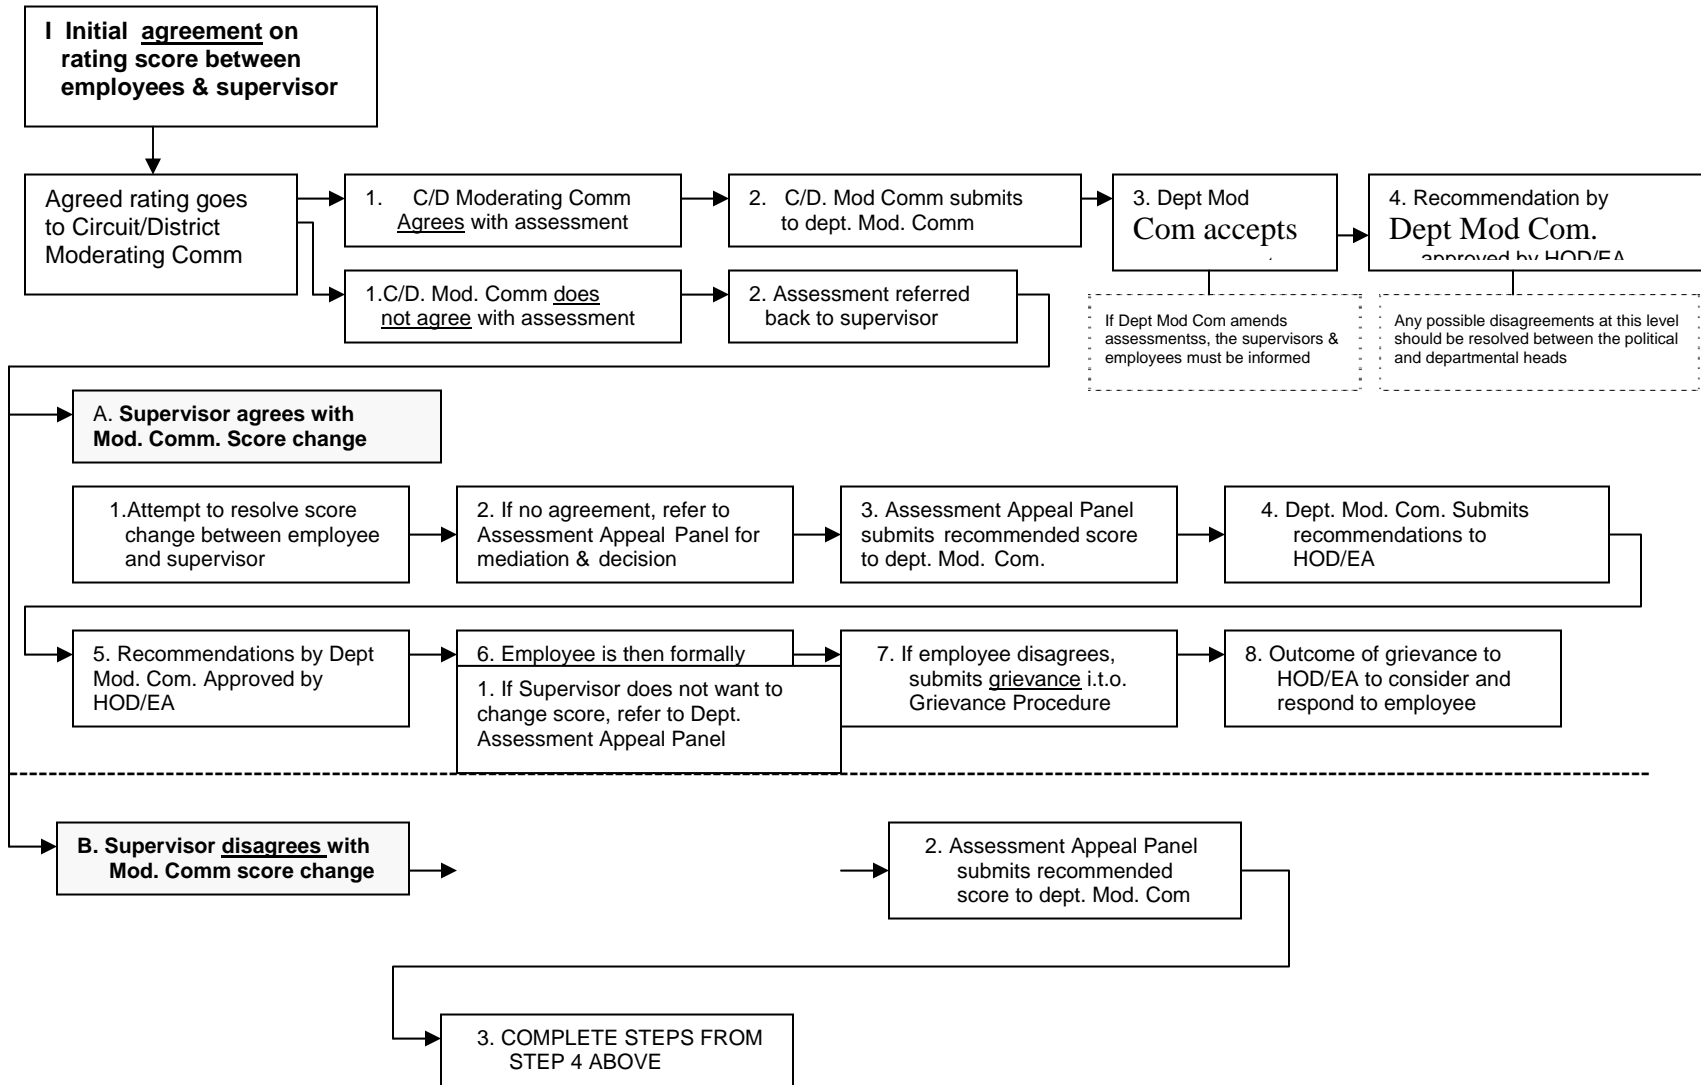 I Initial agreement on
rating score between
employees & supervisor
Agreed rating goes
to Circuit/District
Moderating Comm
1. C/D Moderating Comm
Agrees with assessment
2. C/D. Mod Comm submits
to dept. Mod. Comm
3. Dept Mod
Com accepts
4. Recommendation by
Dept Mod Com.
approved by HOD/EA
1.C/D. Mod. Comm does
not agree with assessment
2. Assessment referred
back to supervisor
If Dept Mod Com amends
assessmentss, the supervisors &
employees must be informed
Any possible disagreements at this level
should be resolved between the political
and departmental heads
A. Supervisor agrees with
Mod. Comm. Score change
1.Attempt to resolve score
change between employee
and supervisor
2. If no agreement, refer to
Assessment Appeal Panel for
mediation & decision
3. Assessment Appeal Panel
submits recommended score
to dept. Mod. Com.
4. Dept. Mod. Com. Submits
recommendations to
HOD/EA
5. Recommendations by Dept
Mod. Com. Approved by
HOD/EA
6. Employee is then formally
1. If Supervisor does not want to
change score, refer to Dept.
Assessment Appeal Panel
7. If employee disagrees,
submits grievance i.t.o.
Grievance Procedure
8. Outcome of grievance to
HOD/EA to consider and
respond to employee
B. Supervisor disagrees with
Mod. Comm score change
2. Assessment Appeal Panel
submits recommended
score to dept. Mod. Com
3. COMPLETE STEPS FROM
STEP 4 ABOVE